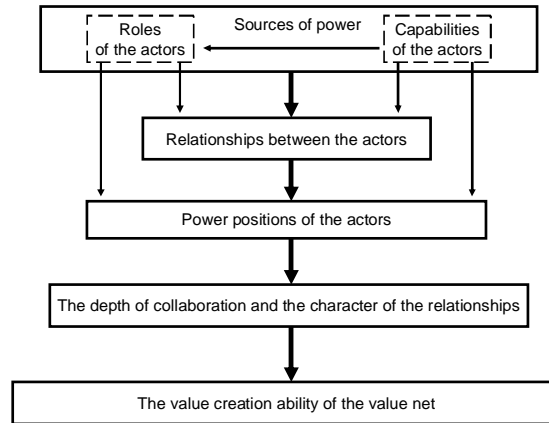 Roles
of the actors
Sources of power
Capabilities
of the actors
Relationships between the actors
Power positions of the actors
The depth of collaboration and the character of the relationships
The value creation ability of the value net